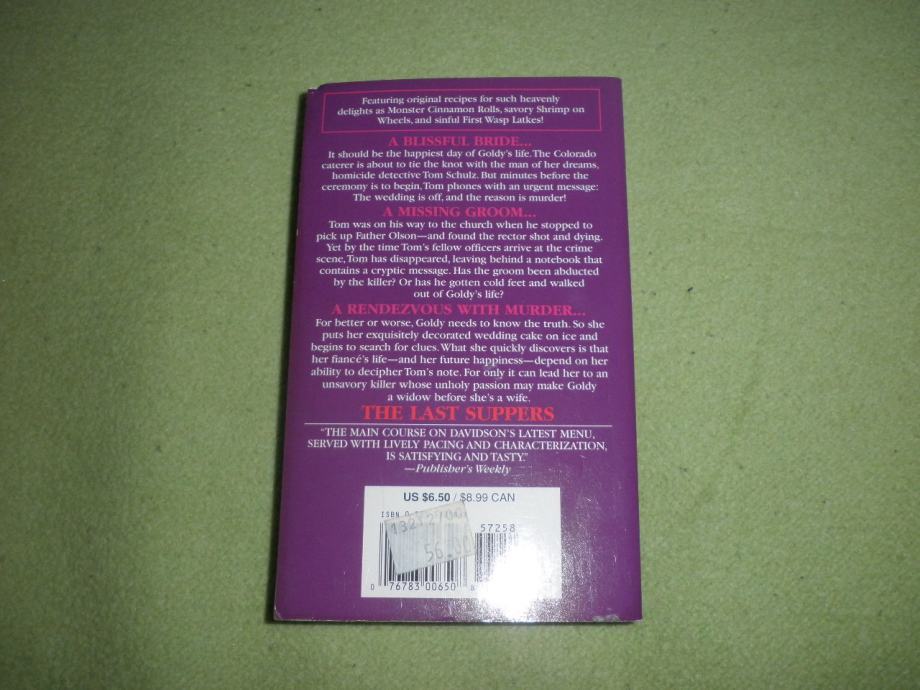 Featuring original recipes for such heavenly
delights as Monster Cinnamon Rolls, savory Shrimp on
Wheels, and sinful First Wasp Latkes!
A BLISSFUL BRIDE...
It should be the happiest day of Goldy's life. The Colorado
caterer is about to tie the knot with the man of her dreams,
homicide detective Tom Schulz. But minutes before the
ceremony is to begin, Tom phones with an urgent message:
The wedding is off, and the reason is murder!
A MISSING GROOM...
Tom was on his way to the church when he stopped to
pick up Father Olson—and found the rector shot and dying.
Yet by the time Tom's fellow officers arrive at the crime
scene, Tom has disappeared, leaving behind a notebook that
contains a cryptic message. Has the groom been abducted
by the killer? Or has he gotten cold feet and walked
out of Goldy's life?
A RENDEZVOUS WITH MURDER...
For better or worse, Goldy needs to know the truth. So she
puts her exquisitely decorated wedding cake on ice and
begins to search for clues. What she quickly discovers is that
her fiancé's life—and her future happiness—depend on her
ability to decipher Tom's note. For only it can lead her to an
unsavory killer whose unholy passion may make Goldy
a widow before she's a wife.
THE LAST SUPPERS
"THE MAIN COURSE ON DAVIDSON'S LATEST MENU,
SERVED WITH LIVELY PACING AND CHARACTERIZATION,
IS SATISFYING AND TASTY."
—Publisher's Weekly
US $6.50 / $8.99 CAN
ISBN 0
57258
0 76783 00650